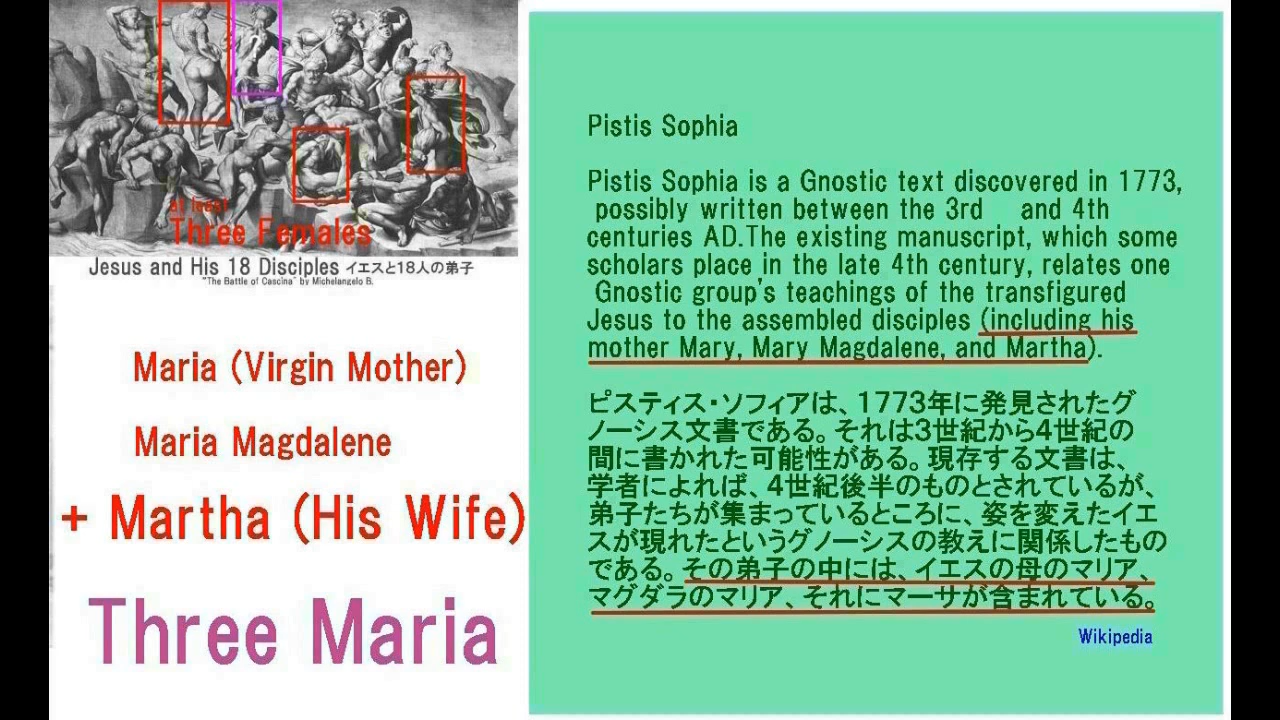 ?
at least
Three Females
Jesus and His 18 Disciples イエスと18人の弟子
"The Battle of Cascina" by Michelangelo B.
Maria (Virgin Mother)
Maria Magdalene
+ Martha (His Wife)
Three Maria
Pistis Sophia
Pistis Sophia is a Gnostic text discovered in 1773,
possibly written between the 3rd and 4th
centuries AD.The existing manuscript, which some
scholars place in the late 4th century, relates one
Gnostic group's teachings of the transfigured
Jesus to the assembled disciples (including his
mother Mary, Mary Magdalene, and Martha).
ピスティス・ソフィアは、1773年に発見されたグ
ノーシス文書である。それは3世紀から4世紀の
間に書かれた可能性がある。現存する文書は、
学者によれば、4世紀後半のものとされているが、
弟子たちが集まっているところに、姿を変えたイエ
スが現れたというグノーシスの教えに関係したもの
である。その弟子の中には、イエスの母のマリア、
マグダラのマリア、それにマーサが含まれている。
Wikipedia